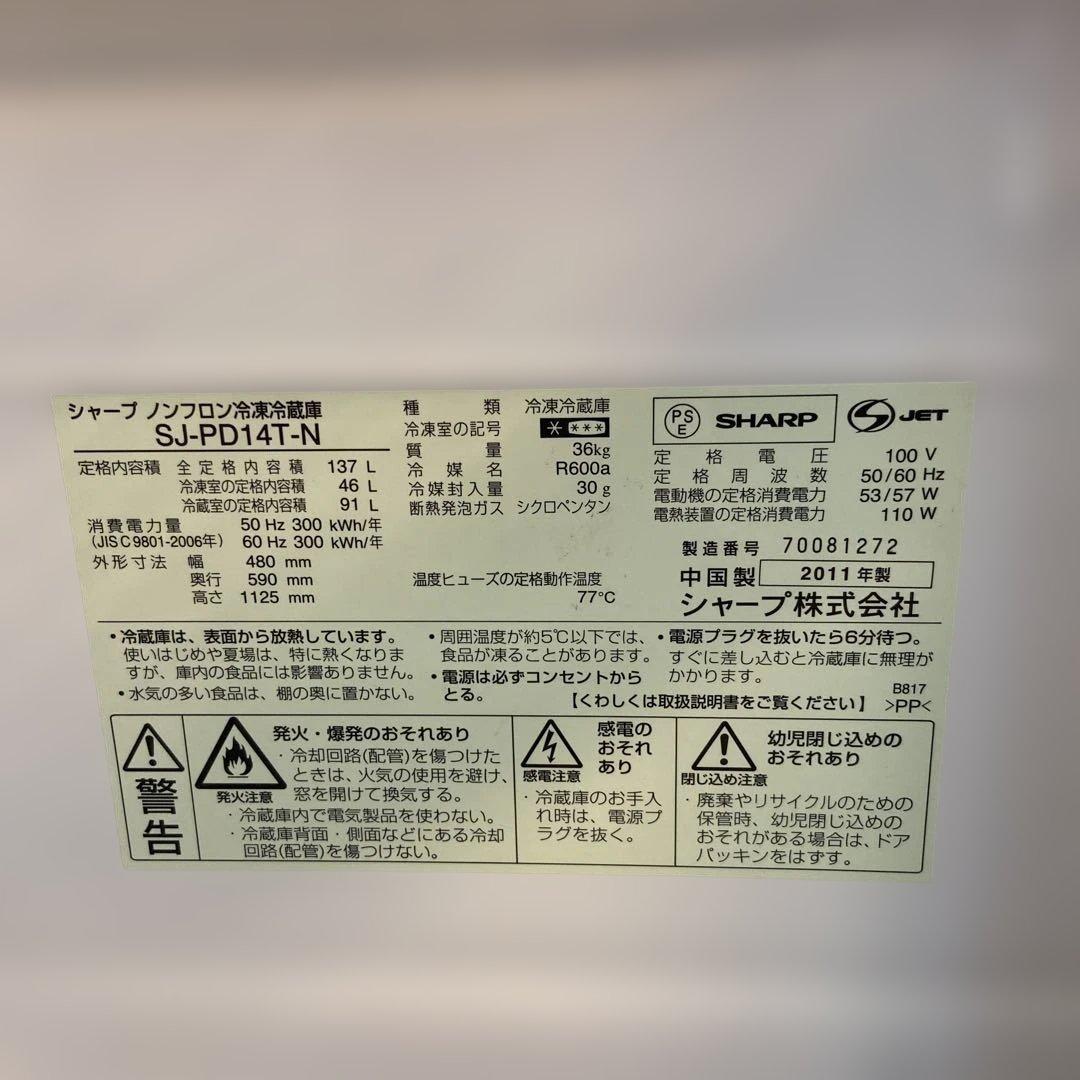 シャープ ノンフロン冷凍冷蔵庫
SJ-PD14T-N
定格内容積 全定格内容積 137 L
冷凍室の定格内容積 46 L
冷蔵室の定格内容積 91 L
消費電力量 50 Hz 300 kWh/年
(JIS C 9801-2006年) 60 Hz 300 kWh/年
外形寸法 幅 480 mm
奥行 590 mm
高さ 1125 mm
種類 冷凍冷蔵庫
冷凍室の記号 * ***
質量 36kg
冷媒名 R600a
冷媒封入量 30 g
断熱発泡ガス シクロペンタン
温度ヒューズの定格動作温度
77℃
PS
E
SHARP
JET
定格電圧 100 V
定格周波数 50/60 Hz
電動機の定格消費電力 53/57 W
電熱装置の定格消費電力 110 W
製造番号 70081272
中国製 2011年製
シャープ株式会社
・冷蔵庫は、表面から放熱しています。
使いはじめや夏場は、特に熱くなりま
すが、庫内の食品には影響ありません。
・水気の多い食品は、棚の奥に置かない。
・周囲温度が約5℃以下では、
食品が凍ることがあります。
・電源は必ずコンセントから
とる。
・電源プラグを抜いたら6分待つ。
すぐに差し込むと冷蔵庫に無理が
かかります。
【くわしくは取扱説明書をご覧ください】
B817
>PP<
警告
発火注意
発火・爆発のおそれあり
・冷却回路(配管)を傷つけた
ときは、火気の使用を避け、
窓を開けて換気する。
・冷蔵庫内で電気製品を使わない。
・冷蔵庫背面・側面などにある冷却
回路(配管)を傷つけない。
感電注意
感電の
おそれ
あり
・冷蔵庫のお手入
れ時は、電源プ
ラグを抜く。
閉じ込め注意
幼児閉じ込めの
おそれあり
・廃棄やリサイクルのための
保管時、幼児閉じ込めの
おそれがある場合は、ドア
パッキンをはずす。